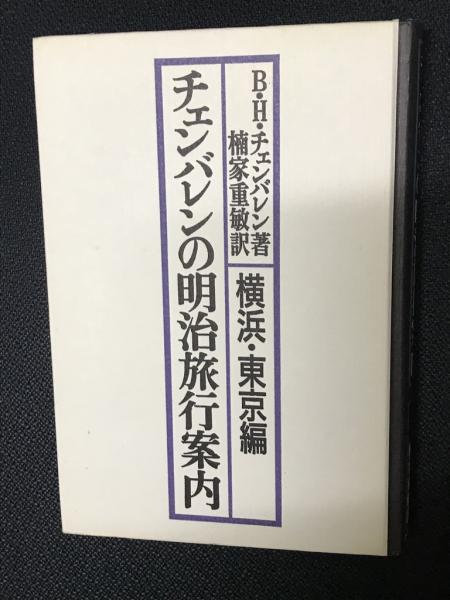 B・H・チェンバレン著
楠家重敏訳
横浜・東京編
チェンバレンの明治旅行案内